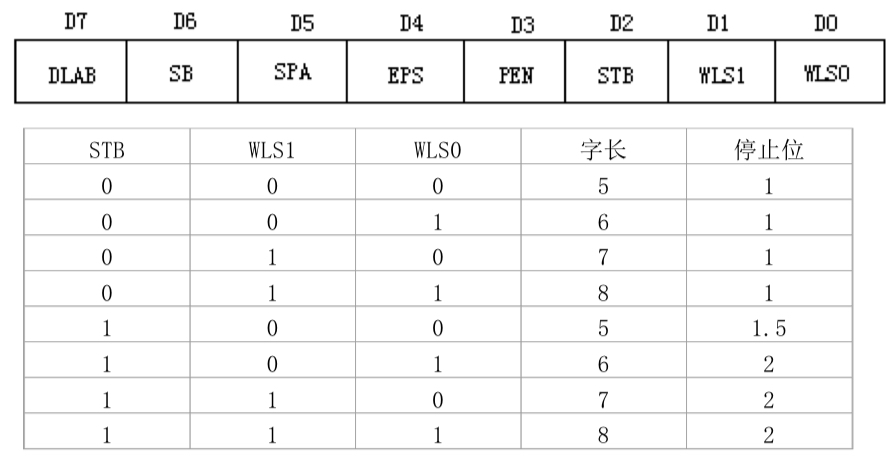 D7 D6 D5 D4 D3 D2 D1 D0
DLAB SB SPA EPS PEN STB WLS1 WLS0
STB WLS1 WLS0 字长 停止位
0 0 0 5 1
0 0 1 6 1
0 1 0 7 1
0 1 1 8 1
1 0 0 5 1.5
1 0 1 6 2
1 1 0 7 2
1 1 1 8 2